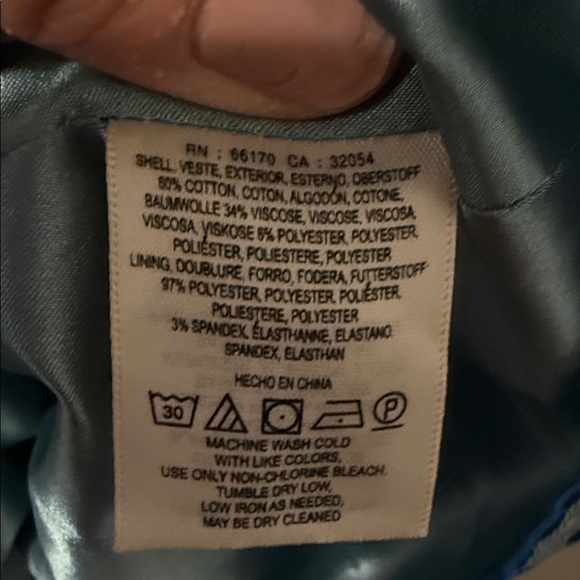 RN : 66170 CA : 32054
SHELL, VESTE, EXTERIOR, ESTERNO, OBERSTOFF
60% COTTON, COTON, ALGODÓN, COTONE,
BAUMWOLLE 34% VISCOSE, VISCOSE, VISCOSA,
VISCOSA, VISKOSE 6% POLYESTER, POLYESTER,
POLIÉSTER, POLIESTERE, POLYESTER
LINING, DOUBLURE, FORRO, FODERA, FUTTERSTOFF
97% POLYESTER, POLYESTER, POLIÉSTER,
POLIESTERE, POLYESTER
3% SPANDEX, ÉLASTHANNE, ELASTANO,
SPANDEX, ELASTHAN
HECHO EN CHINA
30 P
MACHINE WASH COLD
WITH LIKE COLORS,
USE ONLY NON-CHLORINE BLEACH.
TUMBLE DRY LOW,
LOW IRON AS NEEDED,
MAY BE DRY CLEANED